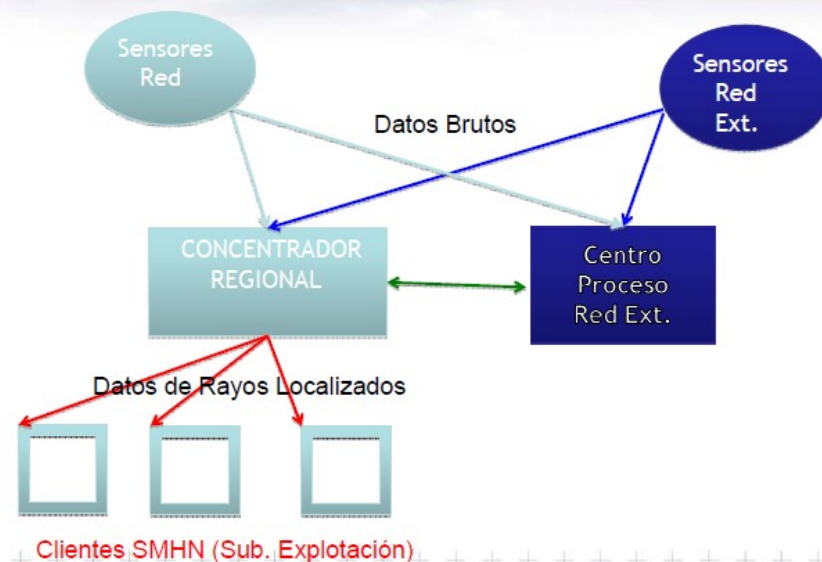 Sensores
Red
Sensores
Red
Ext.
Datos Brutos
CONCENTRADOR
REGIONAL
Centro
Proceso
Red Ext.
Datos de Rayos Localizados
Clientes SMHN (Sub. Explotación)